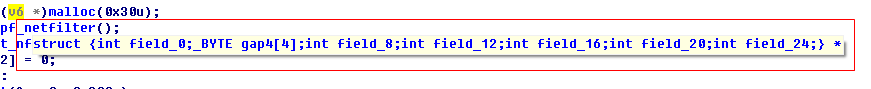 (v6 *)malloc(0x30u);
pf_netfilter();
t_nfstruct {int field_0;_BYTE gap4[4];int field_8;int field_12;int field_16;int field_20;int field_24;} *
2] = 0;
: